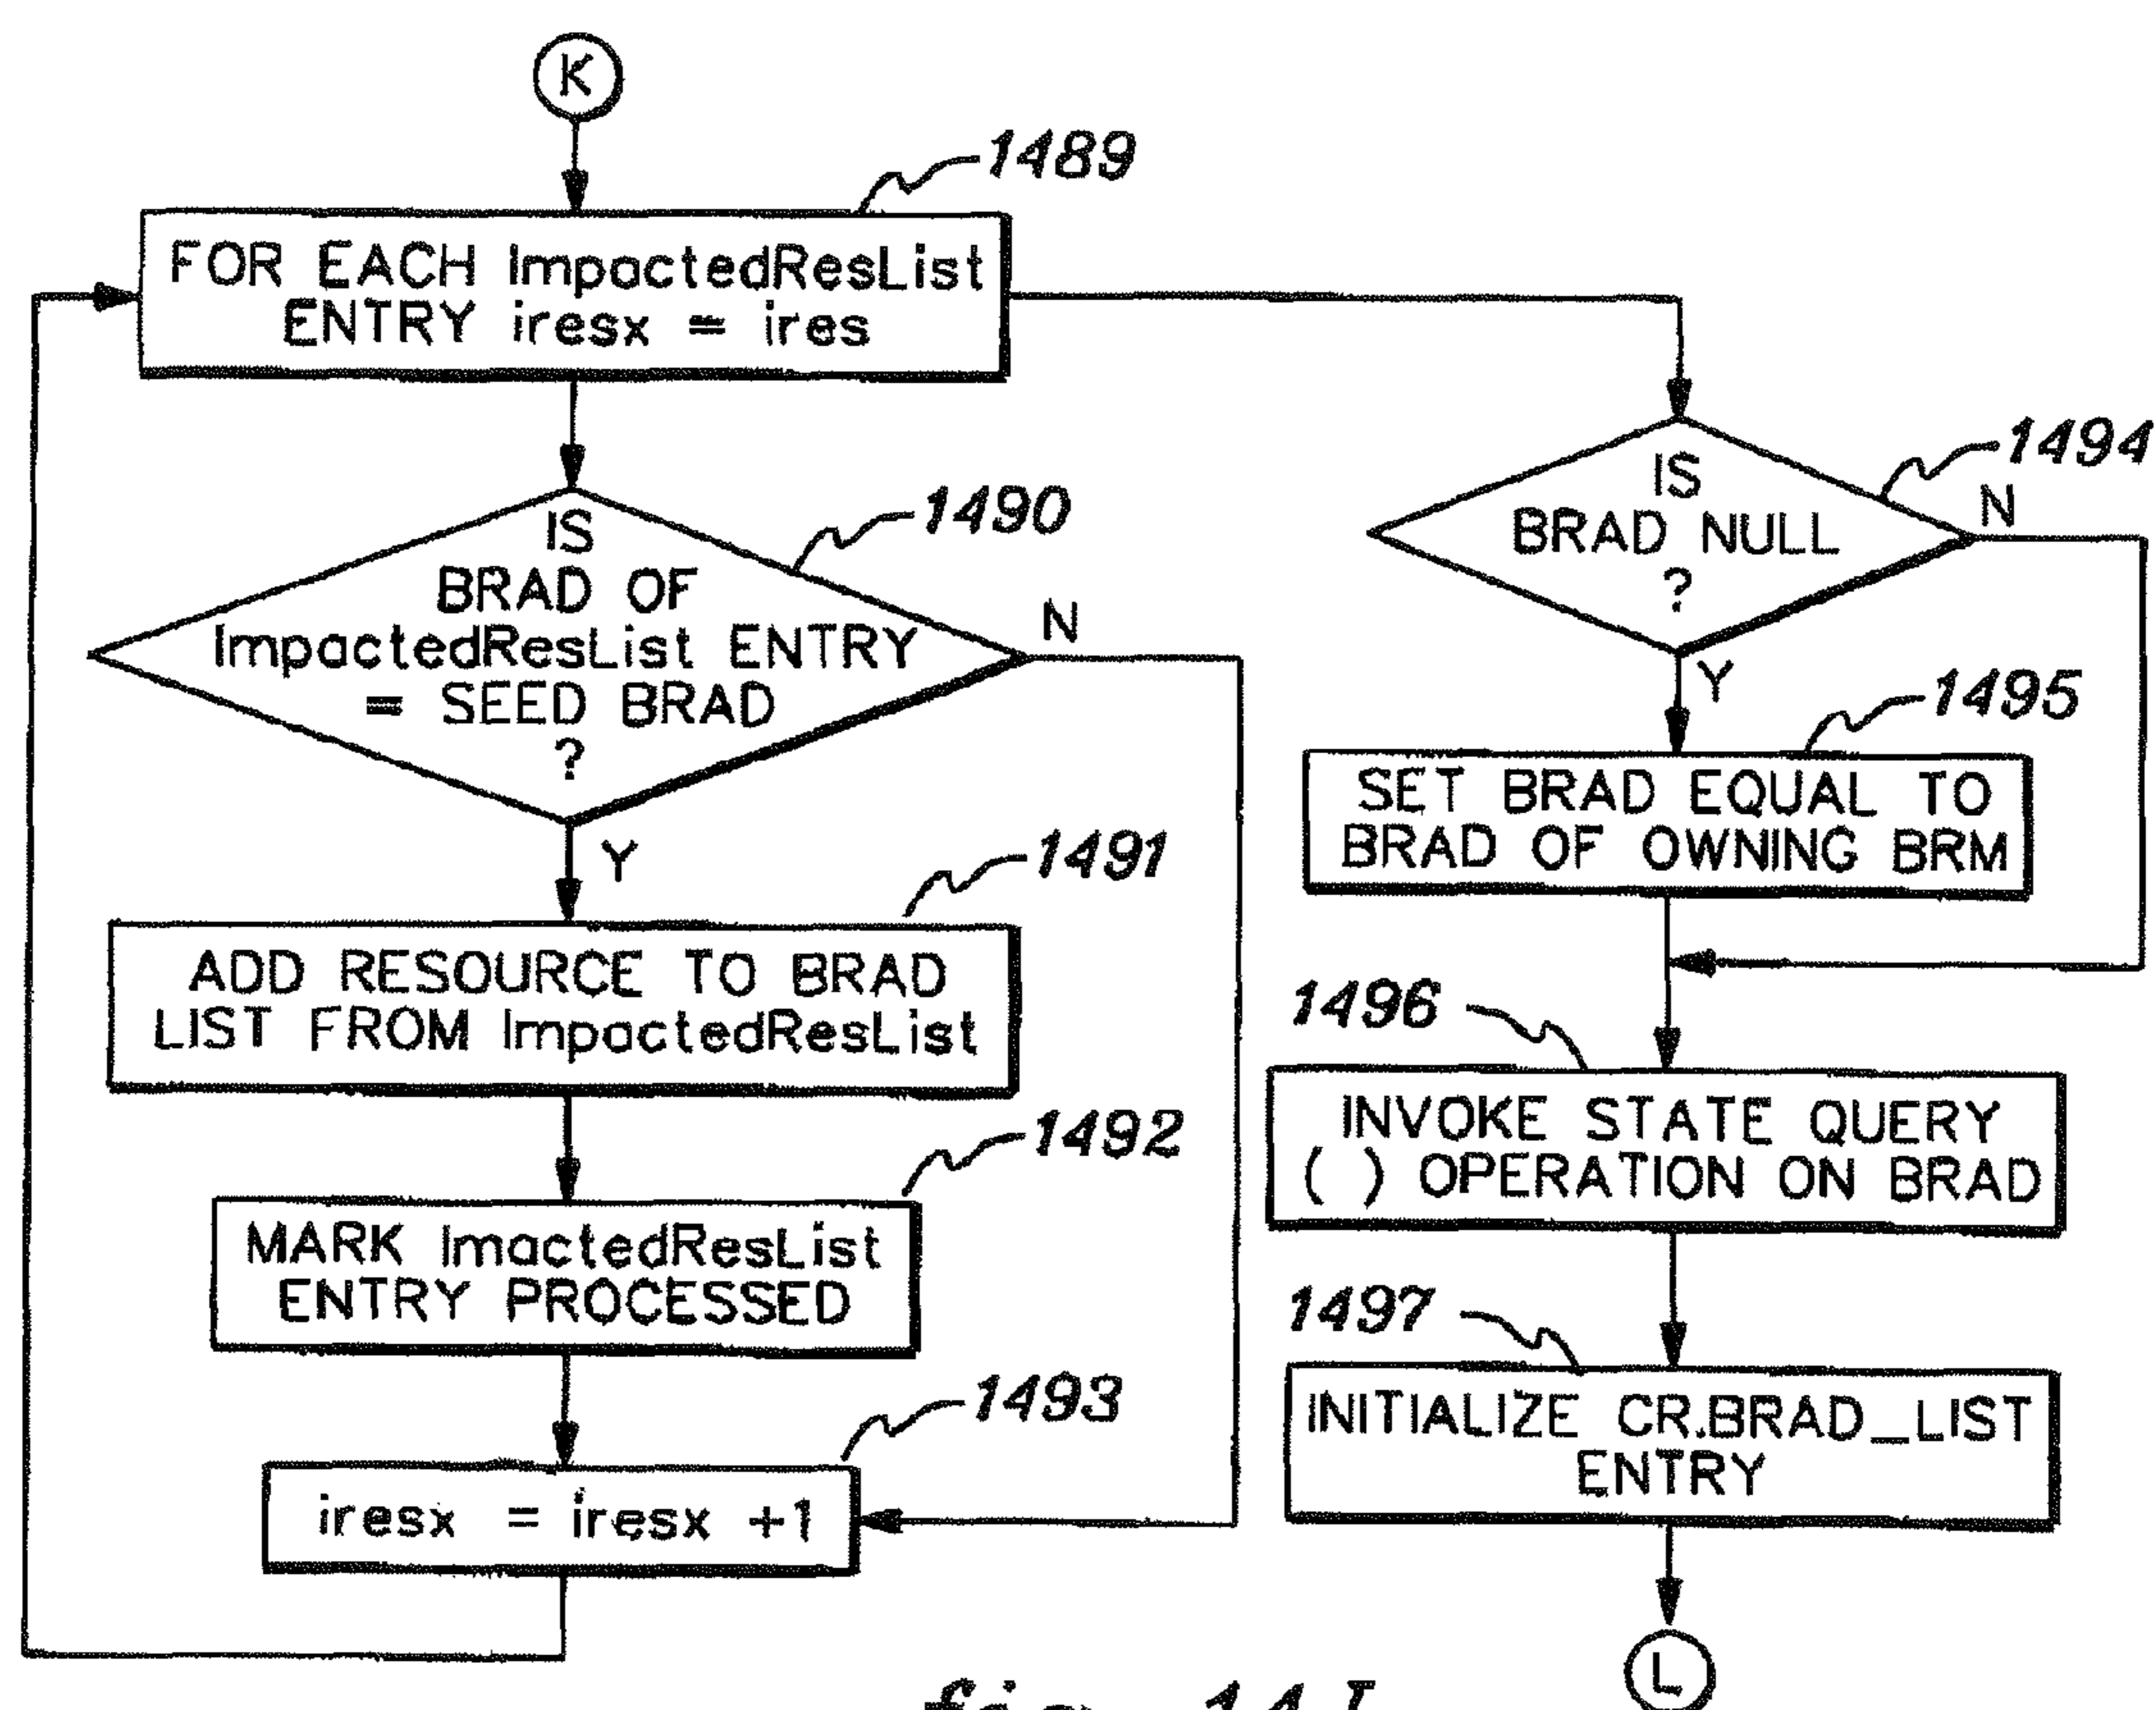 K
1489
FOR EACH ImpactedResList
ENTRY iresx = ires
1490
IS
BRAD OF
ImpactedResList ENTRY
= SEED BRAD
?
N
Y
1491
ADD RESOURCE TO BRAD
LIST FROM ImpactedResList
1492
MARK ImactedResList
ENTRY PROCESSED
1493
iresx = iresx +1
1494
IS
BRAD NULL
?
N
Y
1495
SET BRAD EQUAL TO
BRAD OF OWNING BRM
1496
INVOKE STATE QUERY
( ) OPERATION ON BRAD
1497
INITIALIZE CR.BRAD_LIST
ENTRY
L